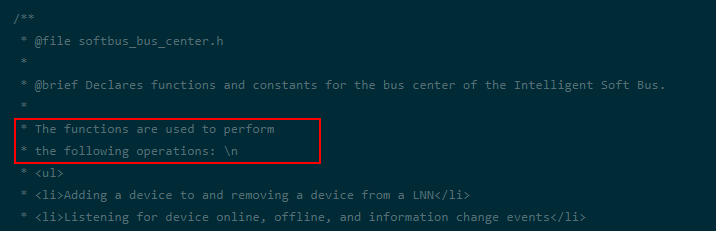 /**
* @file softbus_bus_center.h
*
* @brief Declares functions and constants for the bus center of the Intelligent Soft Bus.
*
* The functions are used to perform
* the following operations: \n
* <ul>
* <li>Adding a device to and removing a device from a LNN</li>
* <li>Listening for device online, offline, and information change events</li>